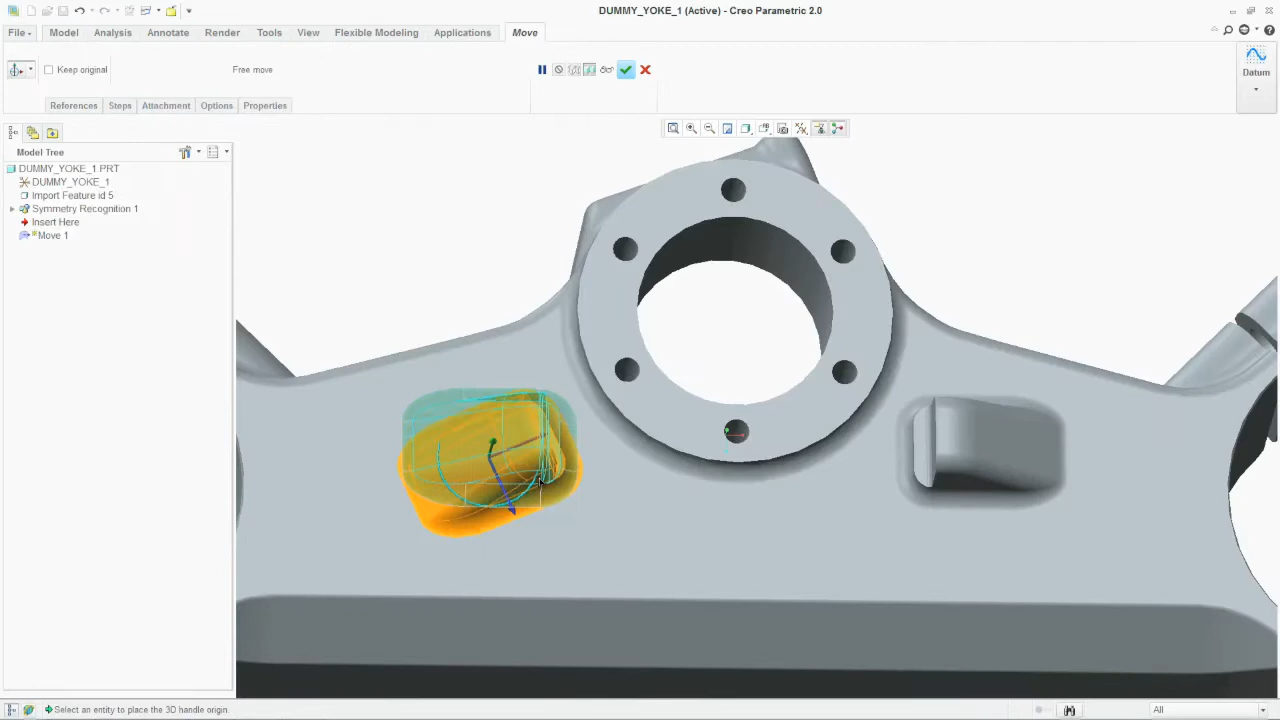 DUMMY_YOKE_1 (Active) - Creo Parametric 2.0
File Model Analysis Annotate Render Tools View Flexible Modeling Applications Move
Keep original Free move
Datum
References Steps Attachment Options Properties
Model Tree
DUMMY_YOKE_1.PRT
DUMMY_YOKE_1
Import Feature id 5
Symmetry Recognition 1
Insert Here
Move 1
Select an entity to place the 3D handle origin.
All